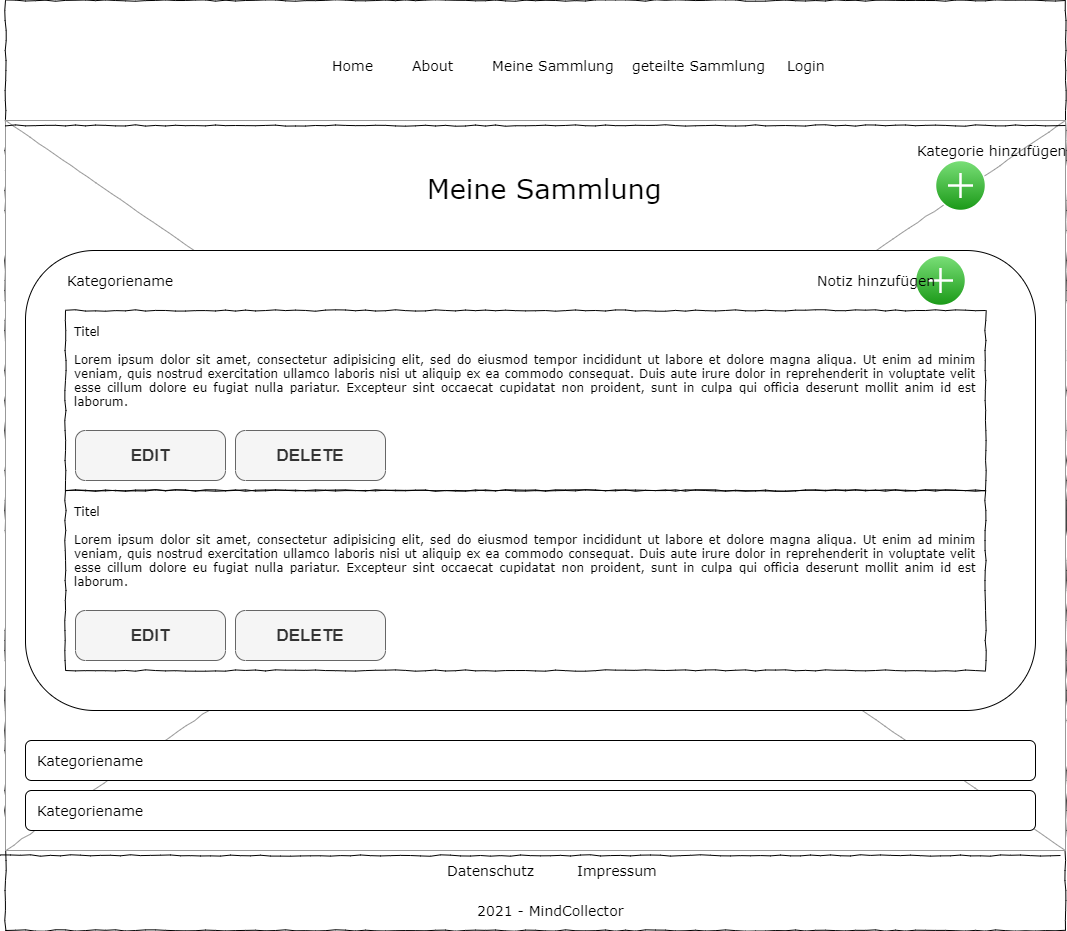 Home About Meine Sammlung geteilte Sammlung Login
Kategorie hinzufügen
Meine Sammlung
Kategoriename Notiz hinzufügen
Titel
Lorem ipsum dolor sit amet, consectetur adipisicing elit, sed do eiusmod tempor incididunt ut labore et dolore magna aliqua. Ut enim ad minim
veniam, quis nostrud exercitation ullamco laboris nisi ut aliquip ex ea commodo consequat. Duis aute irure dolor in reprehenderit in voluptate velit
esse cillum dolore eu fugiat nulla pariatur. Excepteur sint occaecat cupidatat non proident, sunt in culpa qui officia deserunt mollit anim id est
laborum.
EDIT DELETE
Titel
Lorem ipsum dolor sit amet, consectetur adipisicing elit, sed do eiusmod tempor incididunt ut labore et dolore magna aliqua. Ut enim ad minim
veniam, quis nostrud exercitation ullamco laboris nisi ut aliquip ex ea commodo consequat. Duis aute irure dolor in reprehenderit in voluptate velit
esse cillum dolore eu fugiat nulla pariatur. Excepteur sint occaecat cupidatat non proident, sunt in culpa qui officia deserunt mollit anim id est
laborum.
EDIT DELETE
Kategoriename
Kategoriename
Datenschutz Impressum
2021 - MindCollector